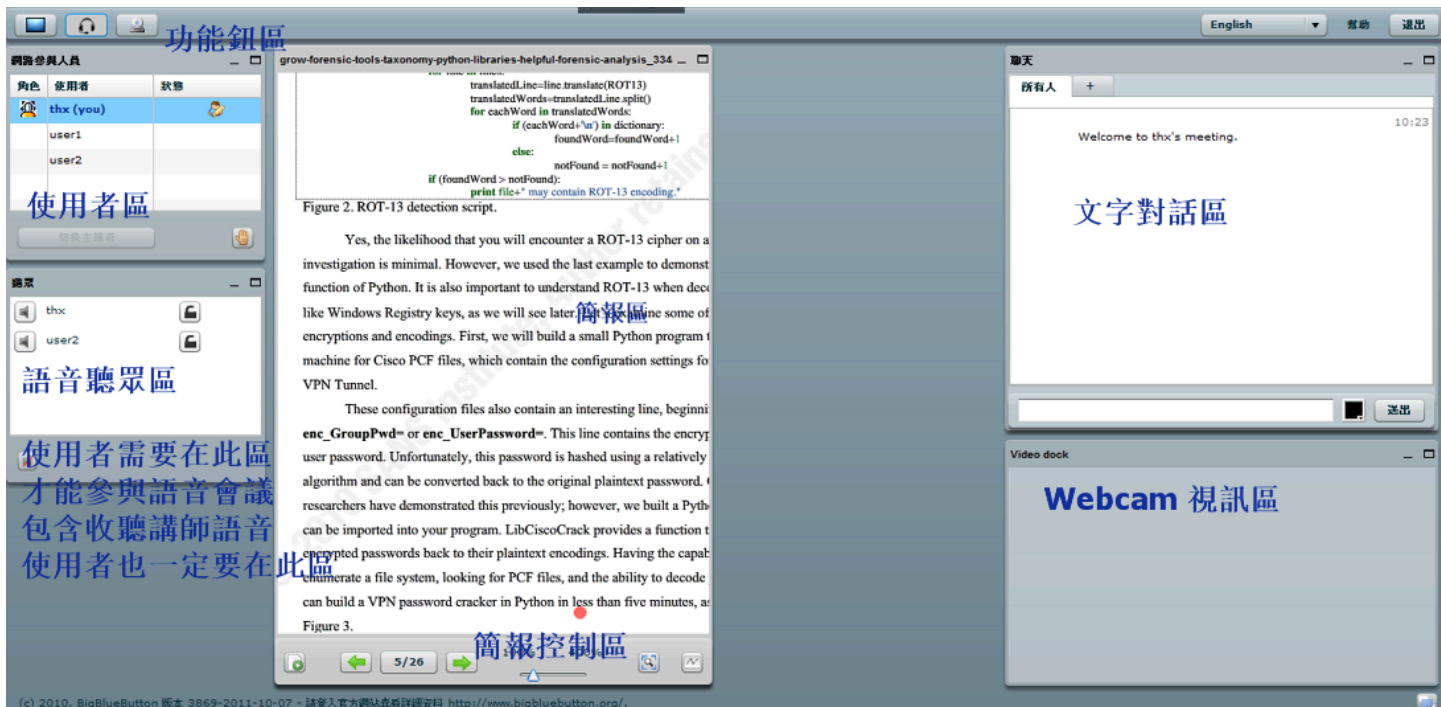 English
幫助
退出
功能鈕區
網路參與人員
角色 使用者 狀態
thx (you)
user1
user2
使用者區
切換主講者
聽眾
thx
user2
語音聽眾區
使用者需要在此區
才能參與語音會議
包含收聽講師語音
使用者也一定要在此區
grow-forensic-tools-taxonomy-python-libraries-helpful-forensic-analysis_334
for line in lines:
translatedLine=line.translate(ROT13)
translatedWords=translatedLine.split()
for eachWord in translatedWords:
if (eachWord+'\n') in dictionary:
foundWord=foundWord+1
else:
notFound = notFound+1
if (foundWord > notFound):
print file+" may contain ROT-13 encoding."
Figure 2. ROT-13 detection script.
Yes, the likelihood that you will encounter a ROT-13 cipher on a
investigation is minimal. However, we used the last example to demonst
function of Python. It is also important to understand ROT-13 when deco
like Windows Registry keys, as we will see later. some of
簡報區
encryptions and encodings. First, we will build a small Python program t
machine for Cisco PCF files, which contain the configuration settings fo
VPN Tunnel.
These configuration files also contain an interesting line, beginni
enc_GroupPwd= or enc_UserPassword=. This line contains the encryp
user password. Unfortunately, this password is hashed using a relatively
algorithm and can be converted back to the original plaintext password.
researchers have demonstrated this previously; however, we built a Pyth
can be imported into your program. LibCiscoCrack provides a function t
encrypted passwords back to their plaintext encodings. Having the capab
enumerate a file system, looking for PCF files, and the ability to decode
can build a VPN password cracker in Python in less than five minutes, as
Figure 3.
© 2010 SANS Institute, Author retains
簡報控制區
5/26
聊天
所有人 +
10:23
Welcome to thx's meeting.
文字對話區
送出
Video dock
Webcam 視訊區
(c) 2010, BigBlueButton 版本 3869-2011-10-07 - 請登入官方網站查看詳細資料 http://www.bigbluebutton.org/.